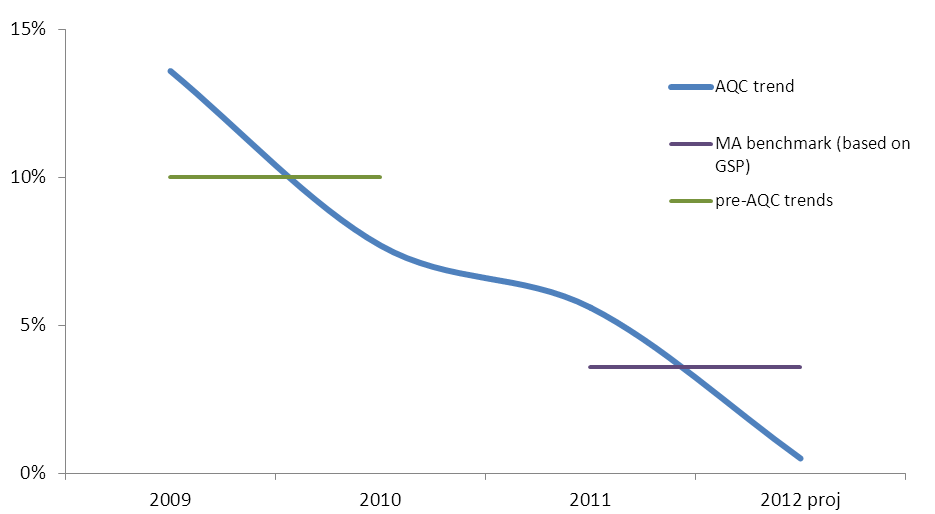 15%
AQC trend
MA benchmark (based on
GSP)
10%
pre-AQC trends
5%
0%
2009
2010
2011
2012 proj